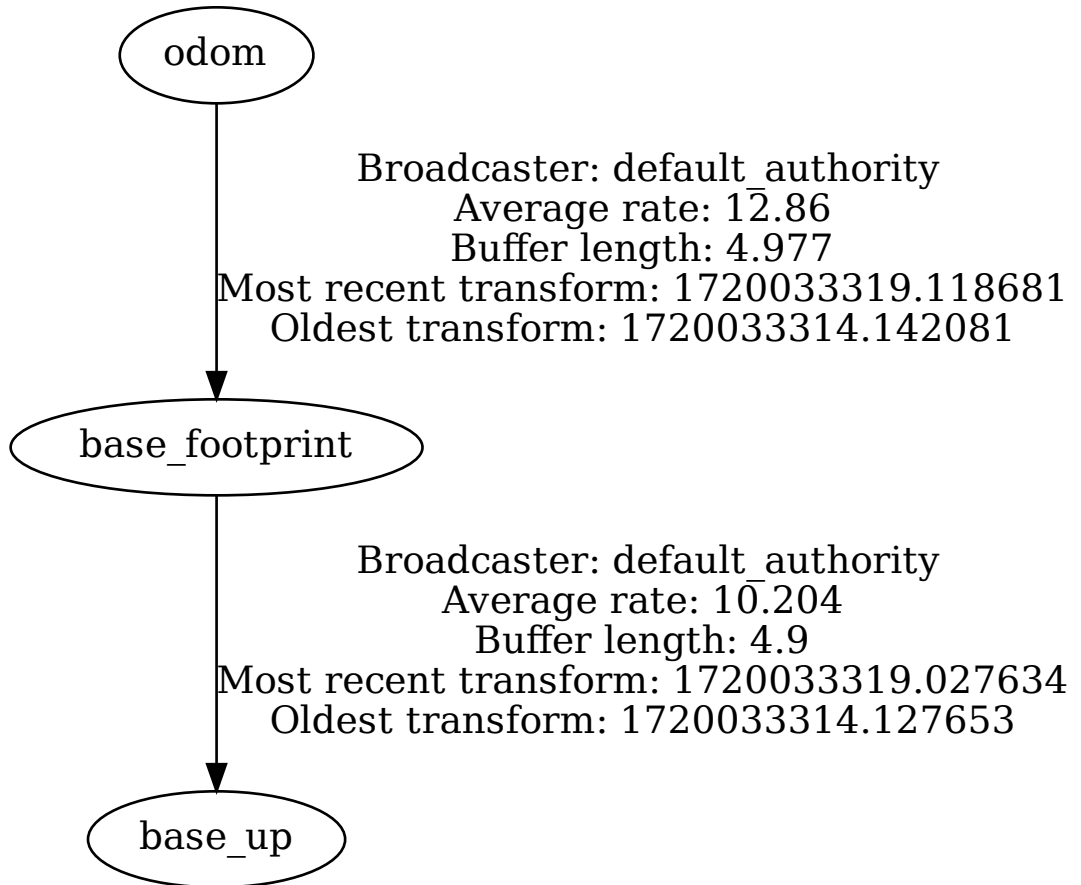 odom
Broadcaster: default_authority
Average rate: 12.86
Buffer length: 4.977
Most recent transform: 1720033319.118681
Oldest transform: 1720033314.142081
base_footprint
Broadcaster: default_authority
Average rate: 10.204
Buffer length: 4.9
Most recent transform: 1720033319.027634
Oldest transform: 1720033314.127653
base_up